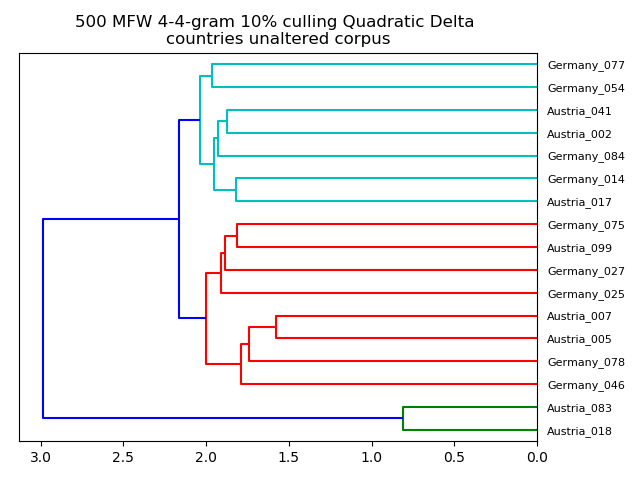 500 MFW 4-4-gram 10% culling Quadratic Delta
countries unaltered corpus
Germany_077
Germany_054
Austria_041
Austria_002
Germany_084
Germany_014
Austria_017
Germany_075
Austria_099
Germany_027
Germany_025
Austria_007
Austria_005
Germany_078
Germany_046
Austria_083
Austria_018
3.0 2.5 2.0 1.5 1.0 0.5 0.0